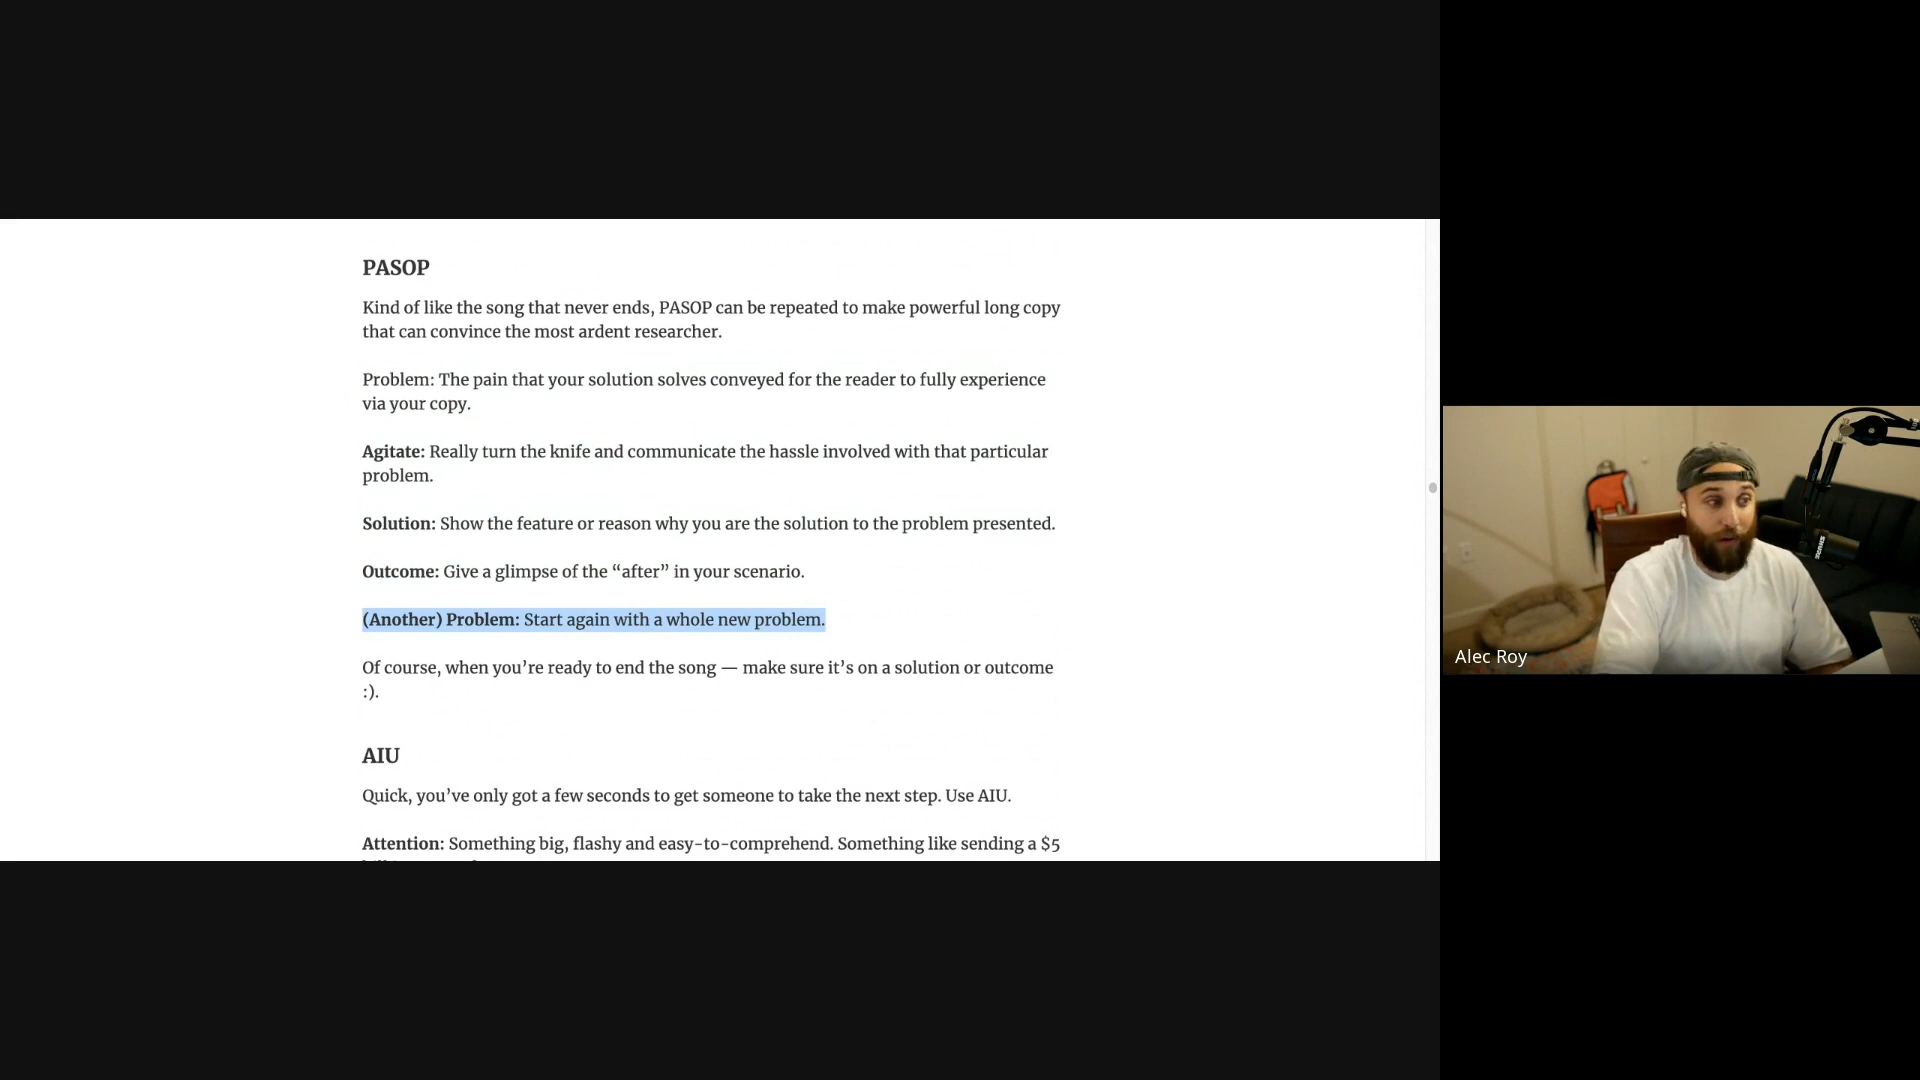 PASOP
Kind of like the song that never ends, PASOP can be repeated to make powerful long copy
that can convince the most ardent researcher.
Problem: The pain that your solution solves conveyed for the reader to fully experience
via your copy.
Agitate: Really turn the knife and communicate the hassle involved with that particular
problem.
Solution: Show the feature or reason why you are the solution to the problem presented.
Outcome: Give a glimpse of the “after” in your scenario.
(Another) Problem: Start again with a whole new problem.
Of course, when you’re ready to end the song — make sure it’s on a solution or outcome
:).
AIU
Quick, you’ve only got a few seconds to get someone to take the next step. Use AIU.
Attention: Something big, flashy and easy-to-comprehend. Something like sending a $5
SHURE
Alec Roy